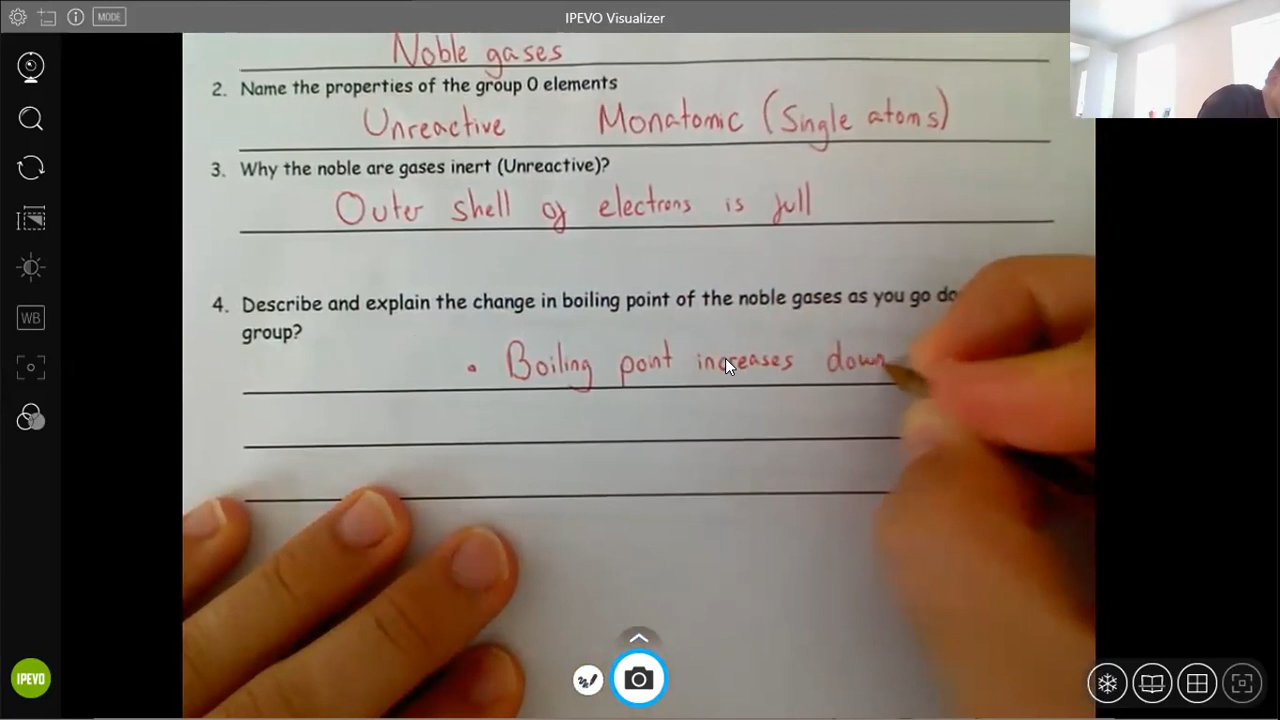 IPEVO Visualizer
MODE
Noble gases
2. Name the properties of the group 0 elements
Unreactive Monatomic (Single atoms)
3. Why the noble are gases inert (Unreactive)?
Outer shell of electrons is full
4. Describe and explain the change in boiling point of the noble gases as you go do
group?
• Boiling point increases down
WB
IPEVO